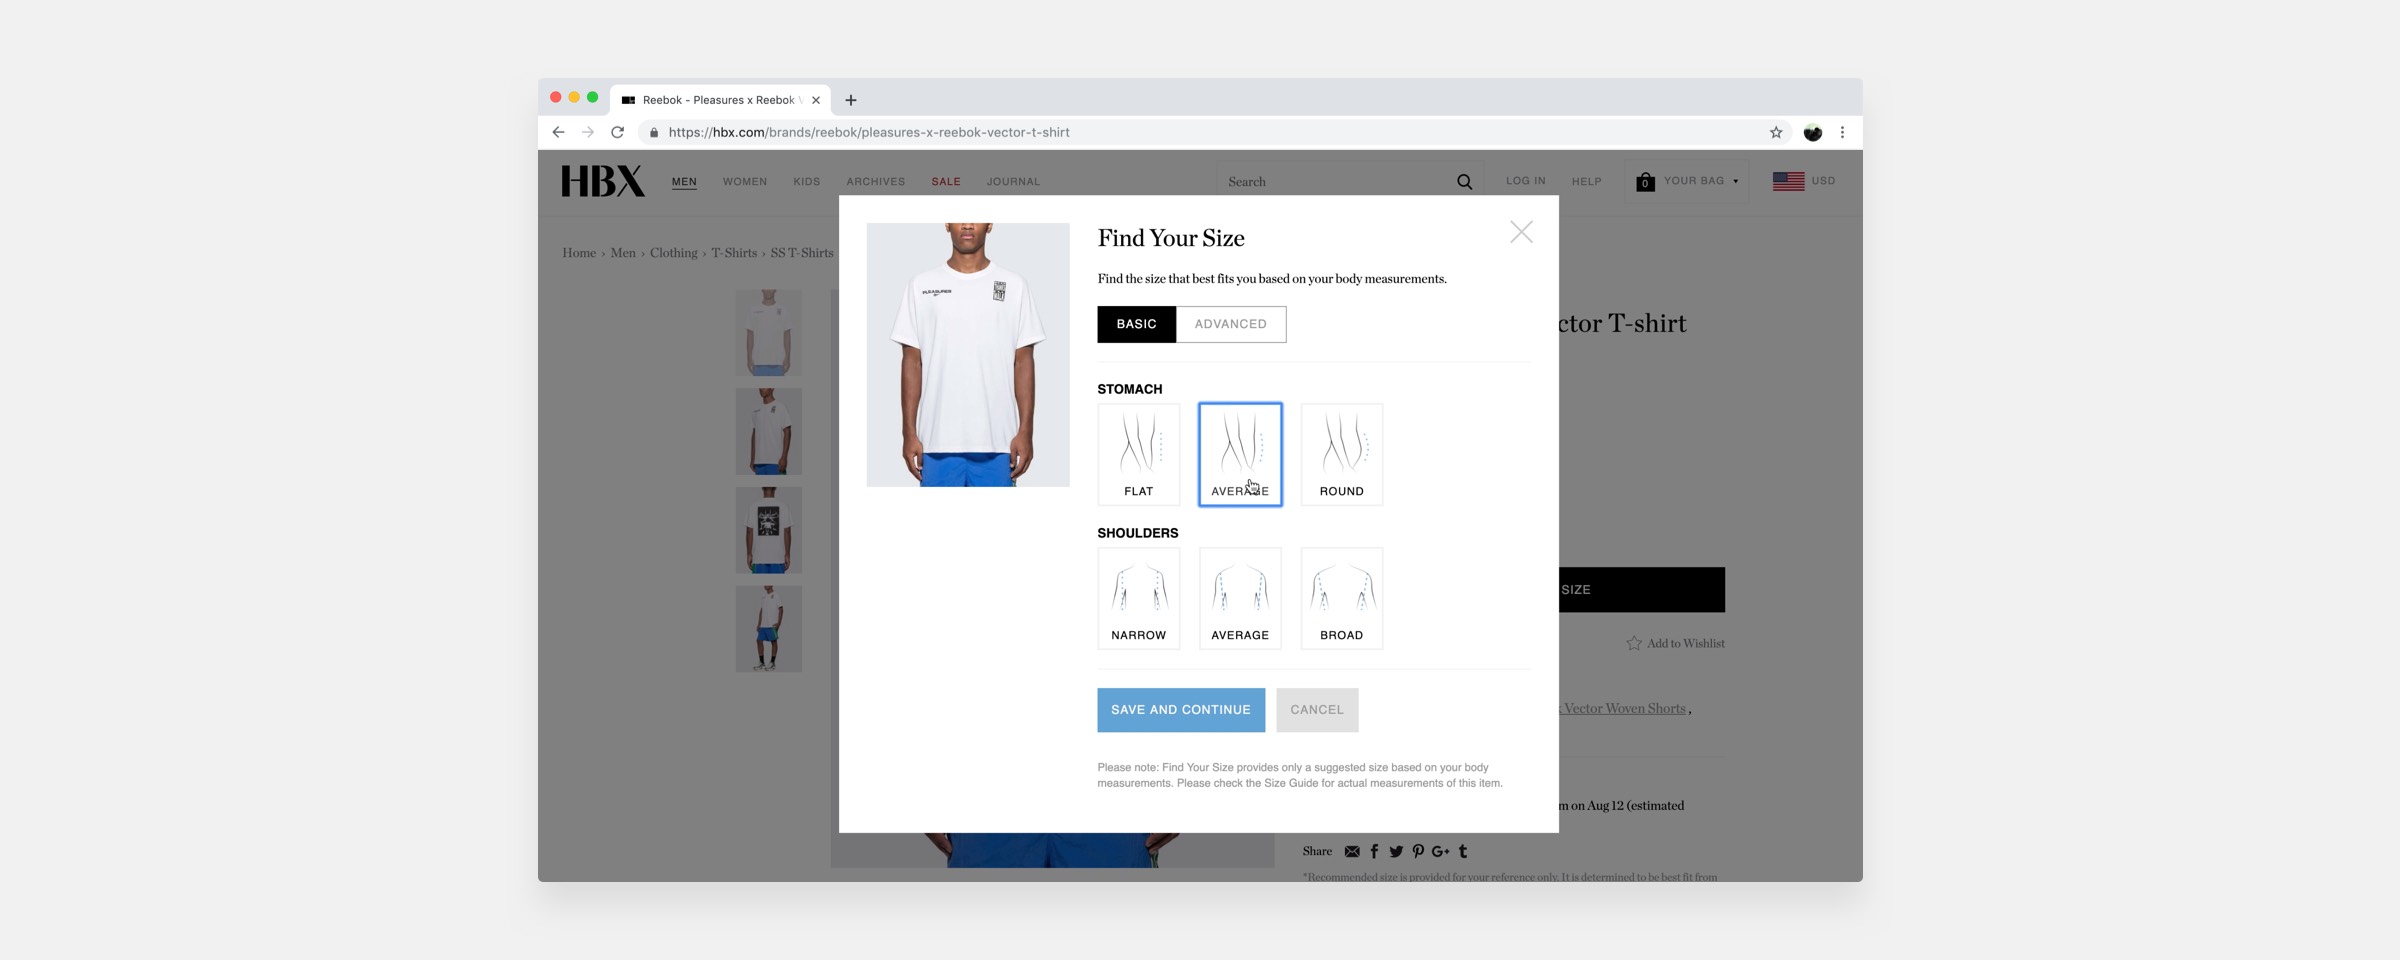 Reebok - Pleasures x Reebok V
https://hbx.com/brands/reebok/pleasures-x-reebok-vector-t-shirt
HBX MEN WOMEN KIDS ARCHIVES SALE JOURNAL Search LOG IN HELP 0 YOUR BAG USD
Home › Men › Clothing › T-Shirts › SS T-Shirts
Find Your Size
Find the size that best fits you based on your body measurements.
PLEASURES
BASIC ADVANCED
ctor T-shirt
STOMACH
FLAT AVERAGE ROUND
SHOULDERS
SIZE
NARROW AVERAGE BROAD
Add to Wishlist
SAVE AND CONTINUE CANCEL
Vector Woven Shorts ,
Please note: Find Your Size provides only a suggested size based on your body
measurements. Please check the Size Guide for actual measurements of this item.
m on Aug 12 (estimated
Share
*Recommended size is provided for your reference only. It is determined to be best fit from